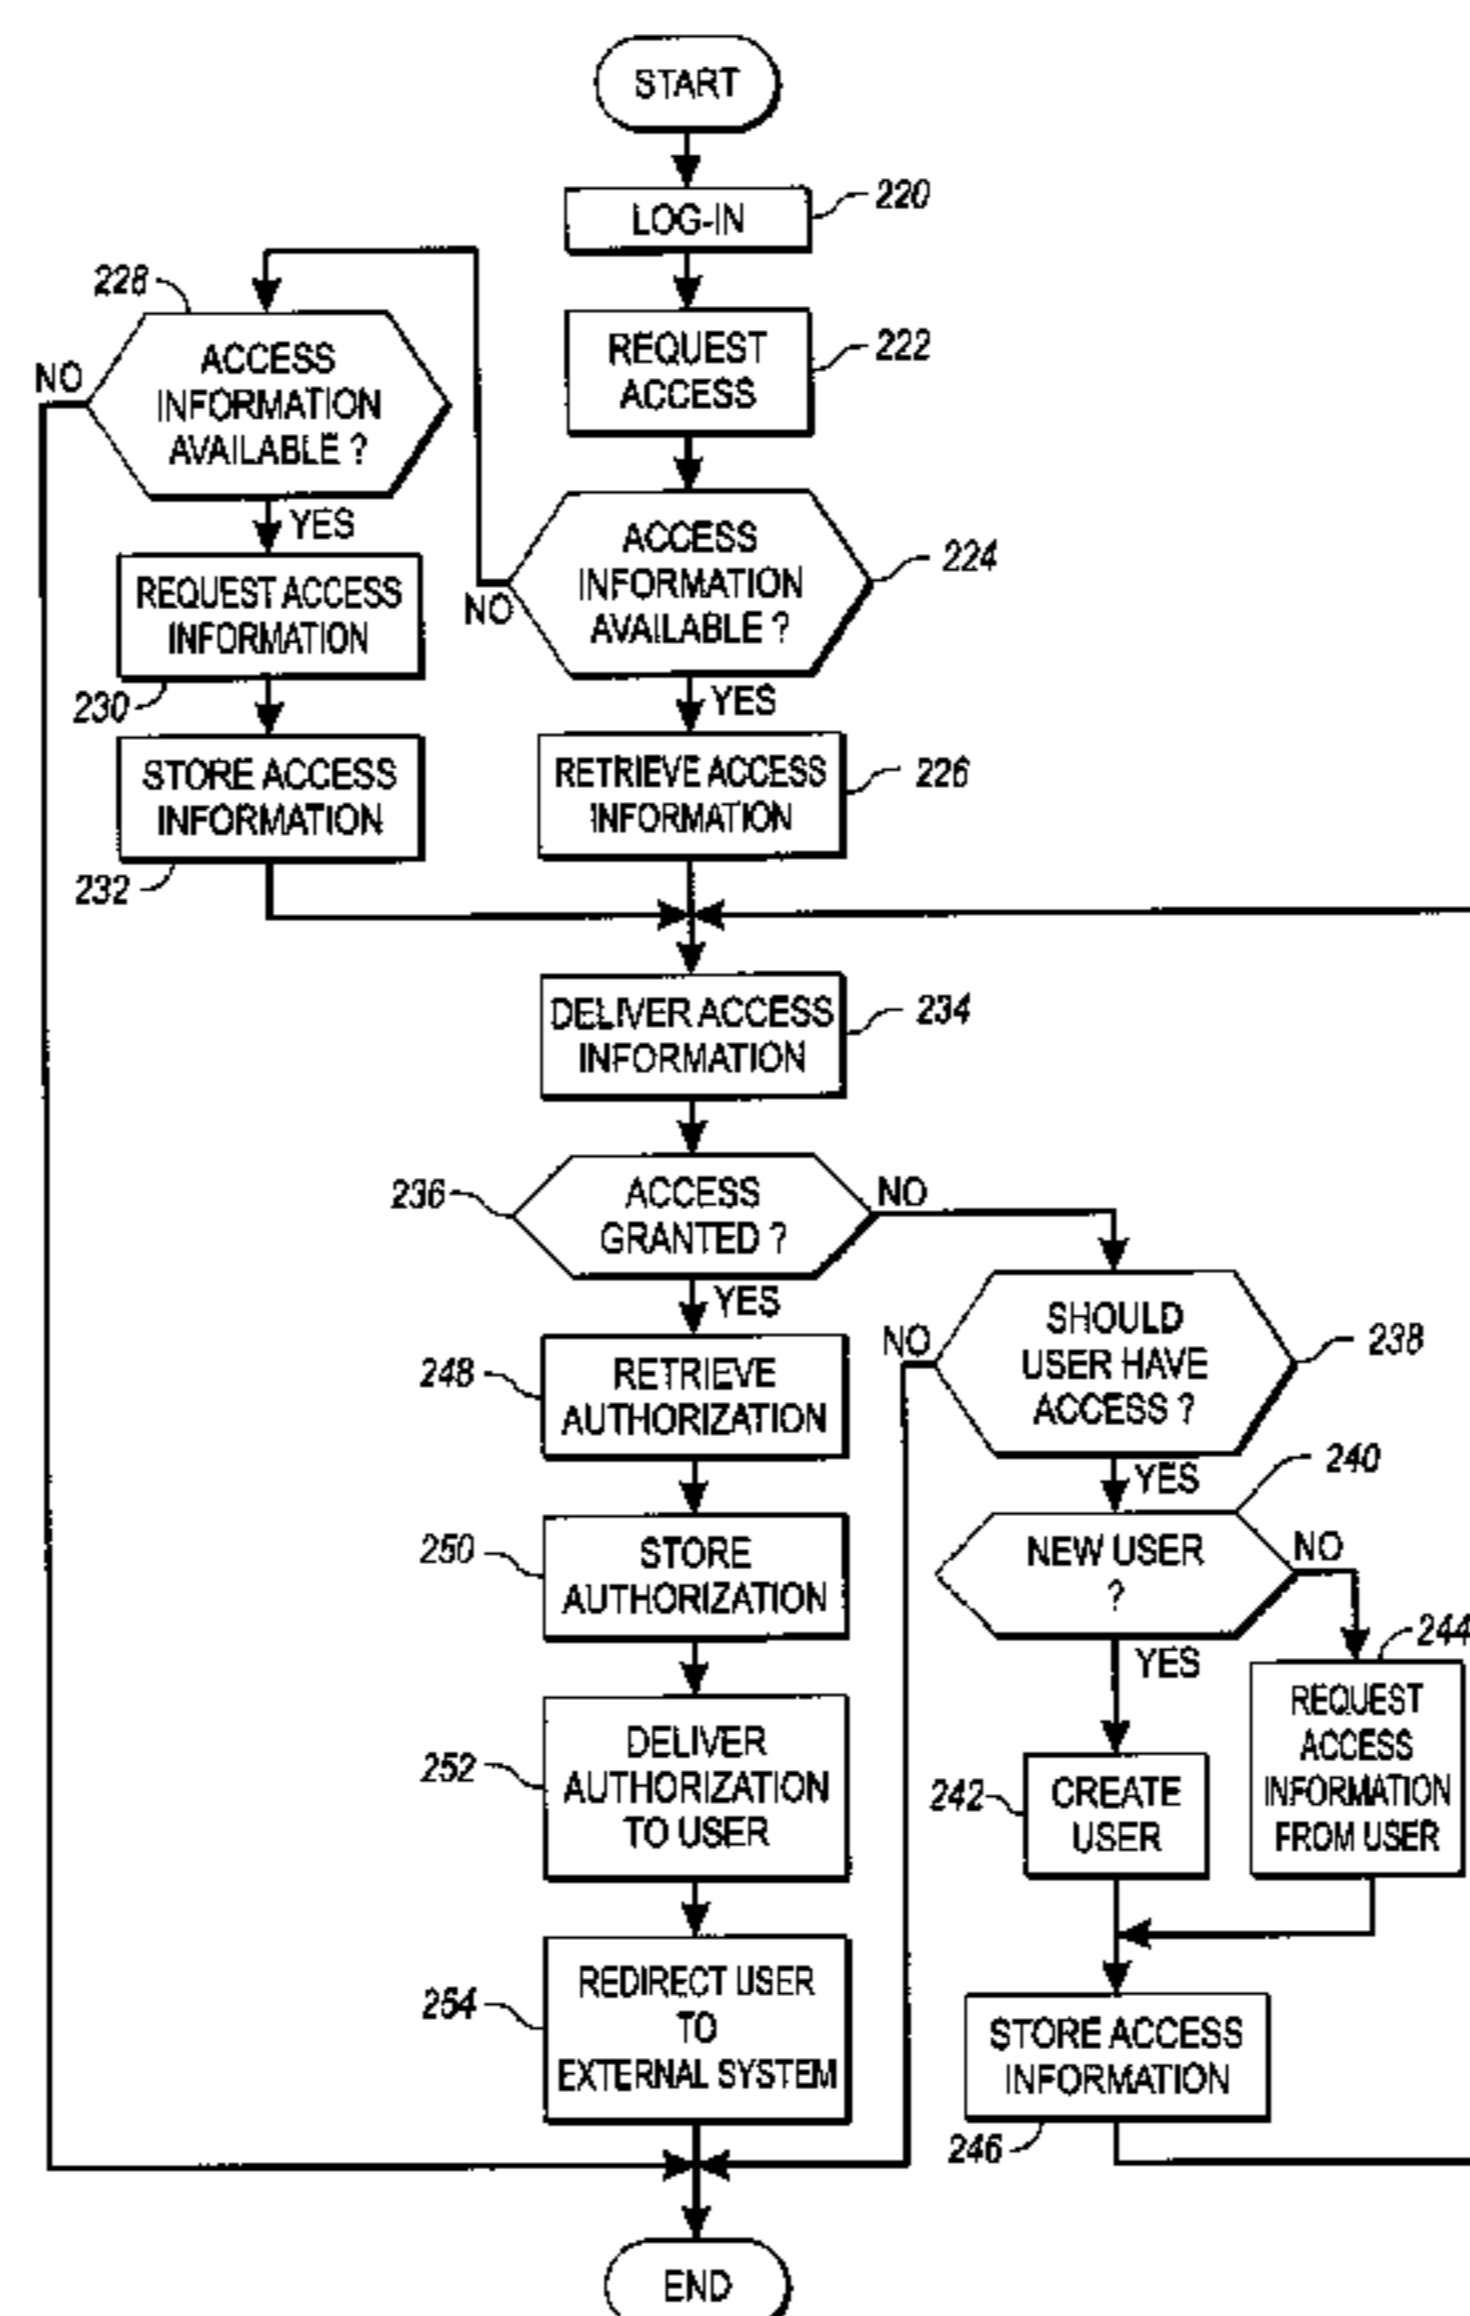 START
LOG-IN
220
REQUEST
ACCESS
222
228
NO
ACCESS
INFORMATION
AVAILABLE ?
YES
ACCESS
INFORMATION
AVAILABLE ?
224
NO
YES
REQUEST ACCESS
INFORMATION
230
STORE ACCESS
INFORMATION
232
RETRIEVE ACCESS
INFORMATION
226
DELIVER ACCESS
INFORMATION
234
236
ACCESS
GRANTED ?
NO
YES
SHOULD
USER HAVE
ACCESS ?
238
NO
YES
248
RETRIEVE
AUTHORIZATION
240
NEW USER
?
NO
YES
250
STORE
AUTHORIZATION
244
REQUEST
ACCESS
INFORMATION
FROM USER
252
DELIVER
AUTHORIZATION
TO USER
242
CREATE
USER
254
REDIRECT USER
TO
EXTERNAL SYSTEM
STORE ACCESS
INFORMATION
246
END